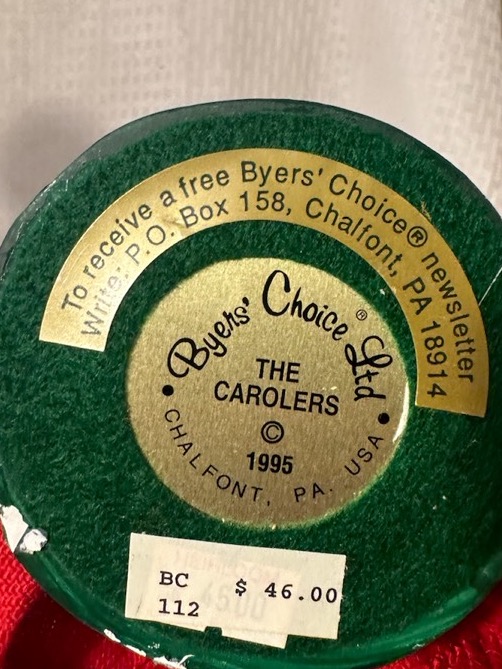 To receive a free Byers' Choice® newsletter
Write: P.O. Box 158, Chalfont, PA 18914
Byers' Choice® Ltd
THE
CAROLERS
©
1995
• CHALFONT, PA. USA •
BC $ 46.00
112